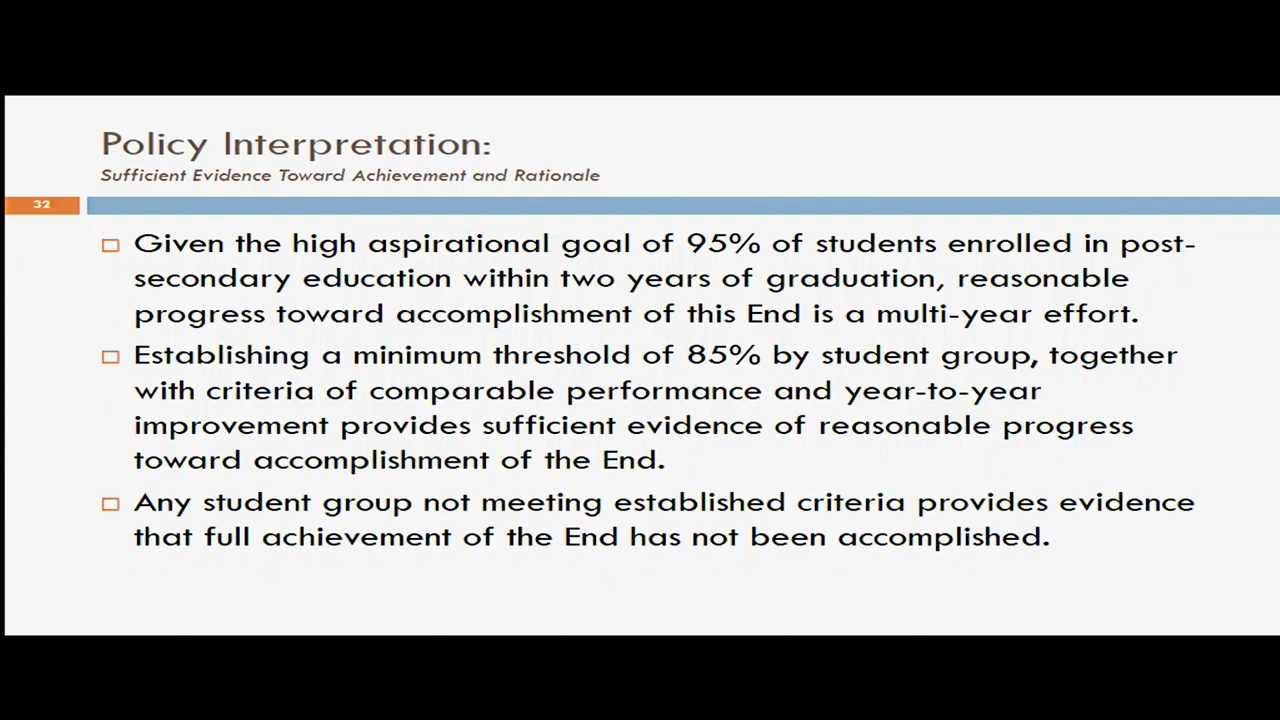 Policy Interpretation:
Sufficient Evidence Toward Achievement and Rationale
32
Given the high aspirational goal of 95% of students enrolled in post-
secondary education within two years of graduation, reasonable
progress toward accomplishment of this End is a multi-year effort.
Establishing a minimum threshold of 85% by student group, together
with criteria of comparable performance and year-to-year
improvement provides sufficient evidence of reasonable progress
toward accomplishment of the End.
Any student group not meeting established criteria provides evidence
that full achievement of the End has not been accomplished.